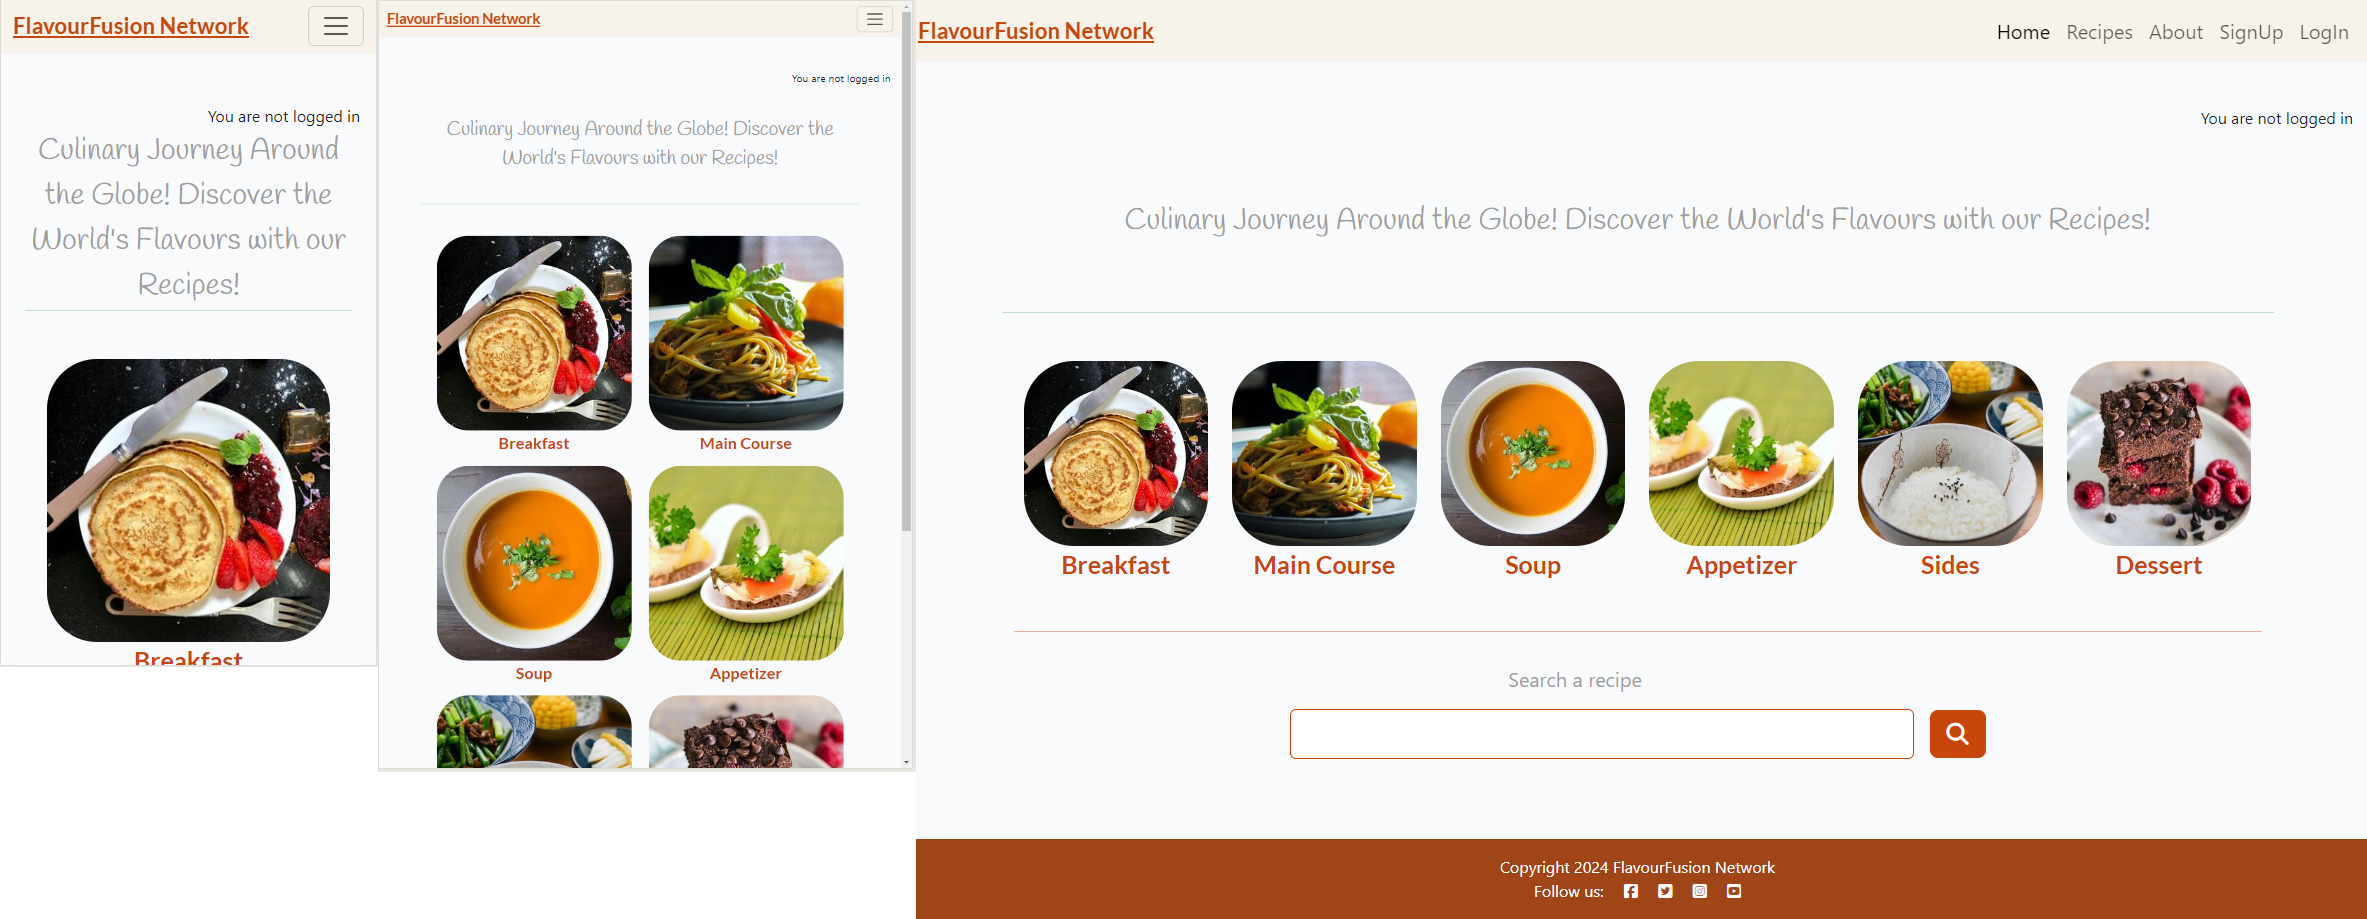 FlavourFusion Network
You are not logged in
Culinary Journey Around
the Globe! Discover the
World's Flavours with our
Recipes!
Breakfast
FlavourFusion Network
You are not logged in
Culinary Journey Around the Globe! Discover the
World's Flavours with our Recipes!
Breakfast
Main Course
Soup
Appetizer
FlavourFusion Network
Home Recipes About SignUp LogIn
You are not logged in
Culinary Journey Around the Globe! Discover the World's Flavours with our Recipes!
Breakfast
Main Course
Soup
Appetizer
Sides
Dessert
Search a recipe
Copyright 2024 FlavourFusion Network
Follow us: